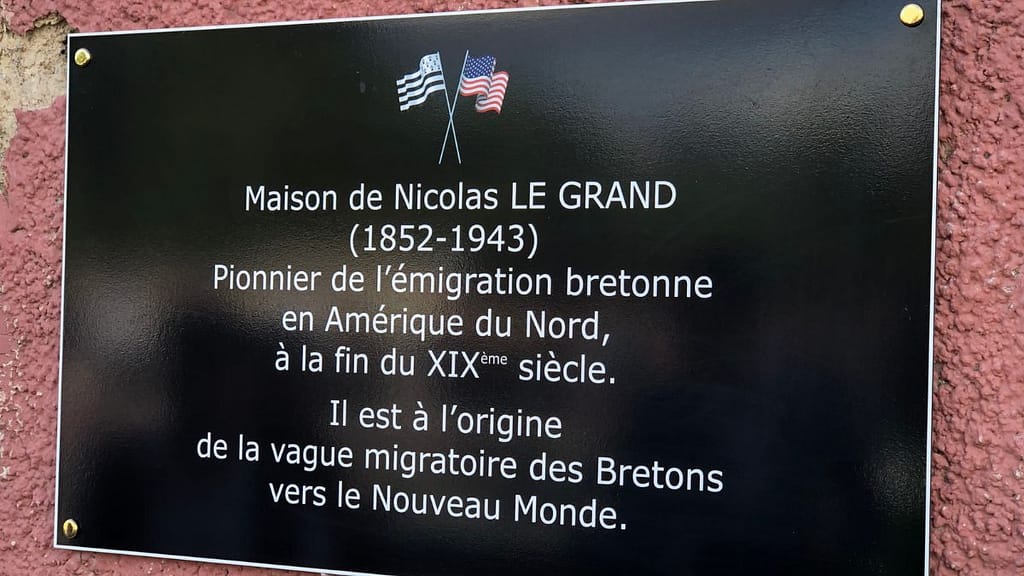 Maison de Nicolas LE GRAND
(1852-1943)
Pionnier de l'émigration bretonne
en Amérique du Nord,
à la fin du XIXème siècle.
Il est à l'origine
de la vague migratoire des Bretons
vers le Nouveau Monde.